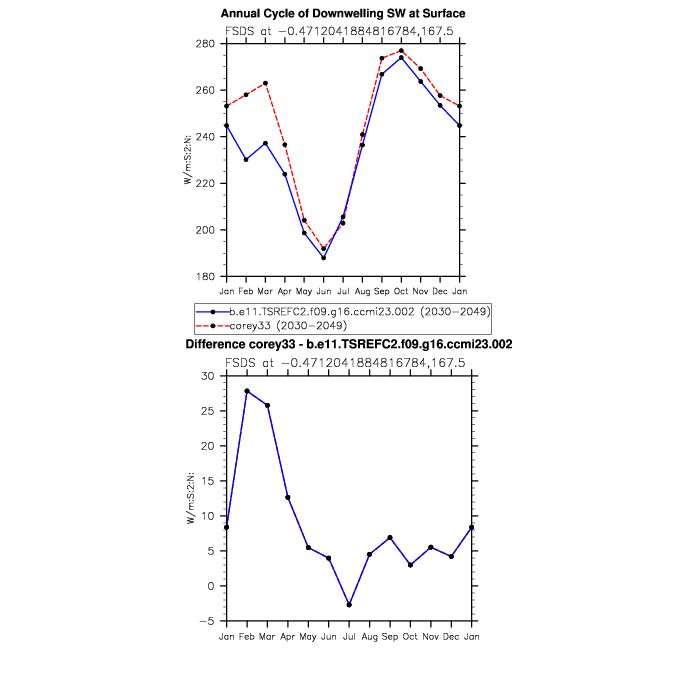 Annual Cycle of Downwelling SW at Surface
FSDS at −0.4712041884816784,167.5
280
260
240
220
200
180
W/m:S:2:N:
Jan Feb Mar Apr May Jun Jul Aug Sep Oct Nov Dec Jan
b.e11.TSREFC2.f09.g16.ccmi23.002 (2030−2049)
corey33 (2030−2049)
Difference corey33 - b.e11.TSREFC2.f09.g16.ccmi23.002
FSDS at −0.4712041884816784,167.5
30
25
20
15
10
5
0
−5
W/m:S:2:N:
Jan Feb Mar Apr May Jun Jul Aug Sep Oct Nov Dec Jan